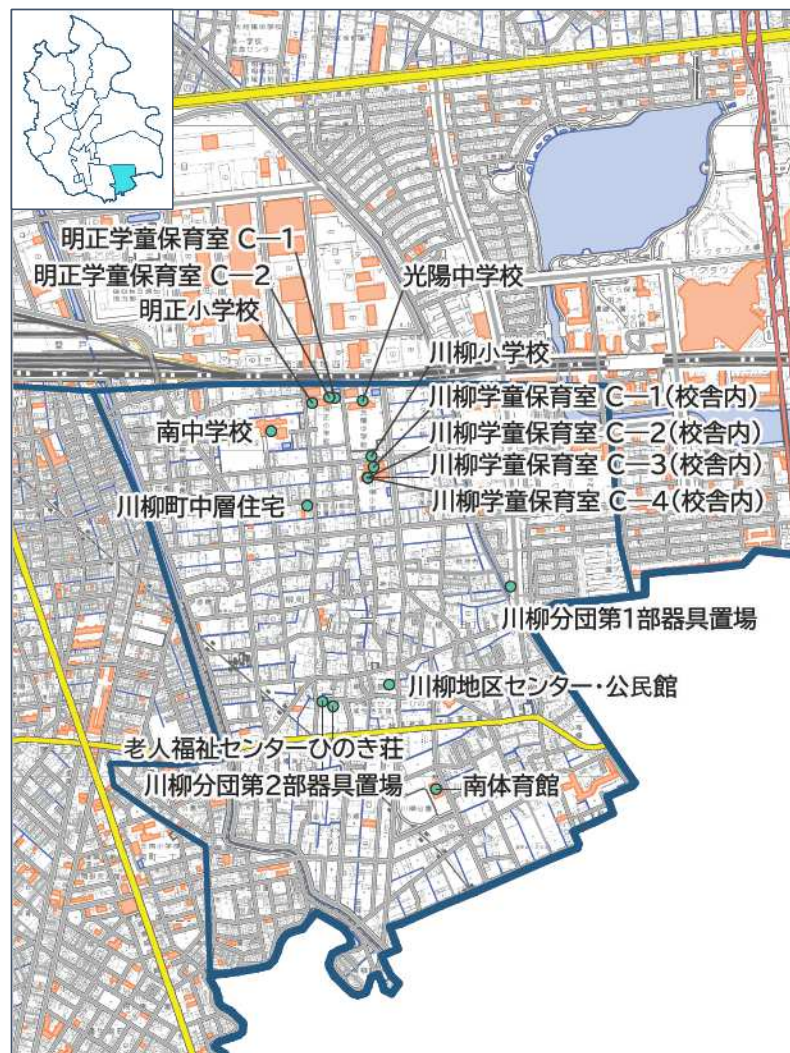 明正学童保育室 C―1
明正学童保育室 C―2
明正小学校
光陽中学校
川柳小学校
川柳学童保育室 C―1(校舎内)
川柳学童保育室 C―2(校舎内)
川柳学童保育室 C―3(校舎内)
川柳学童保育室 C―4(校舎内)
南中学校
川柳町中層住宅
川柳分団第1部器具置場
川柳地区センター・公民館
老人福祉センターひのき荘
川柳分団第2部器具置場
南体育館